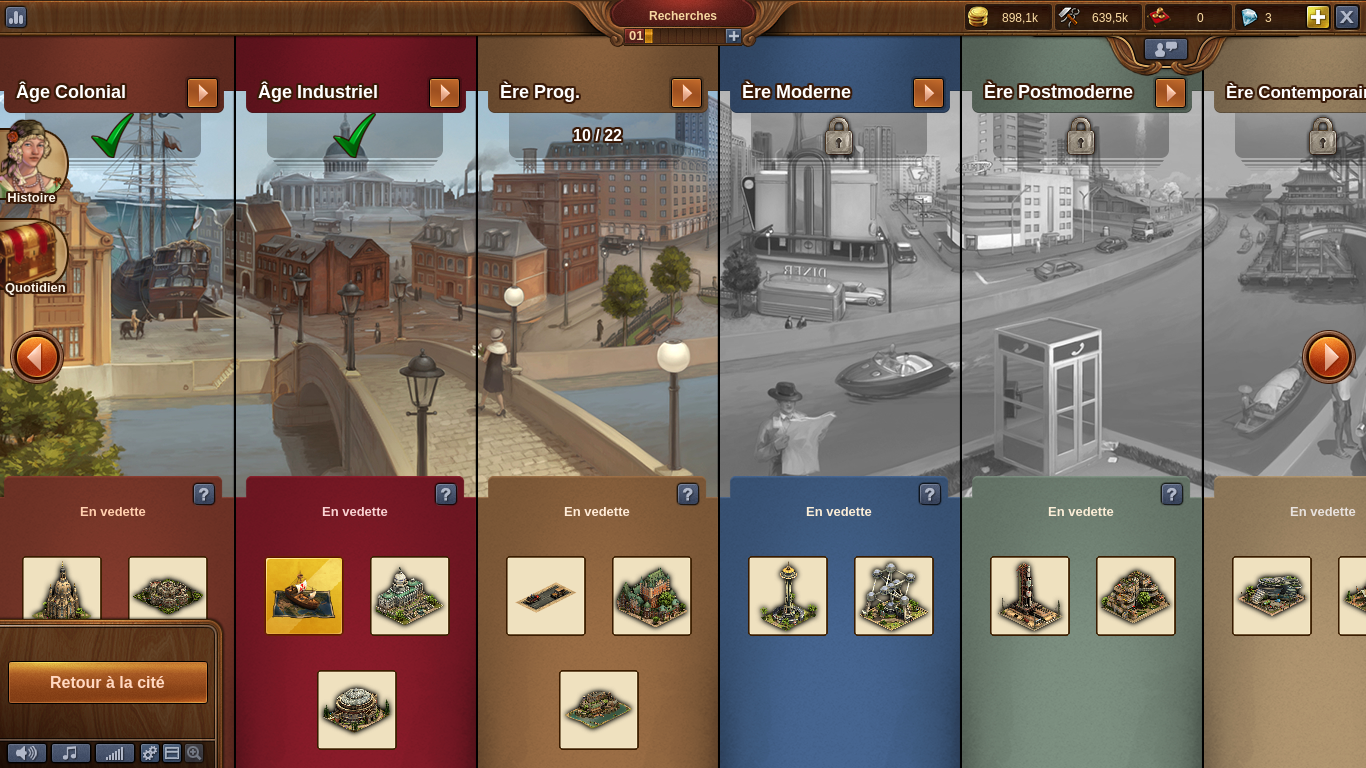 Recherches
898,1k
639,5k
0
3
01
Âge Colonial
Âge Industriel
Ère Prog.
Ère Moderne
Ère Postmoderne
Ère Contemporai
10 / 22
Histoire
DINER
Quotidien
En vedette
En vedette
En vedette
En vedette
En vedette
En vedette
Retour à la cité